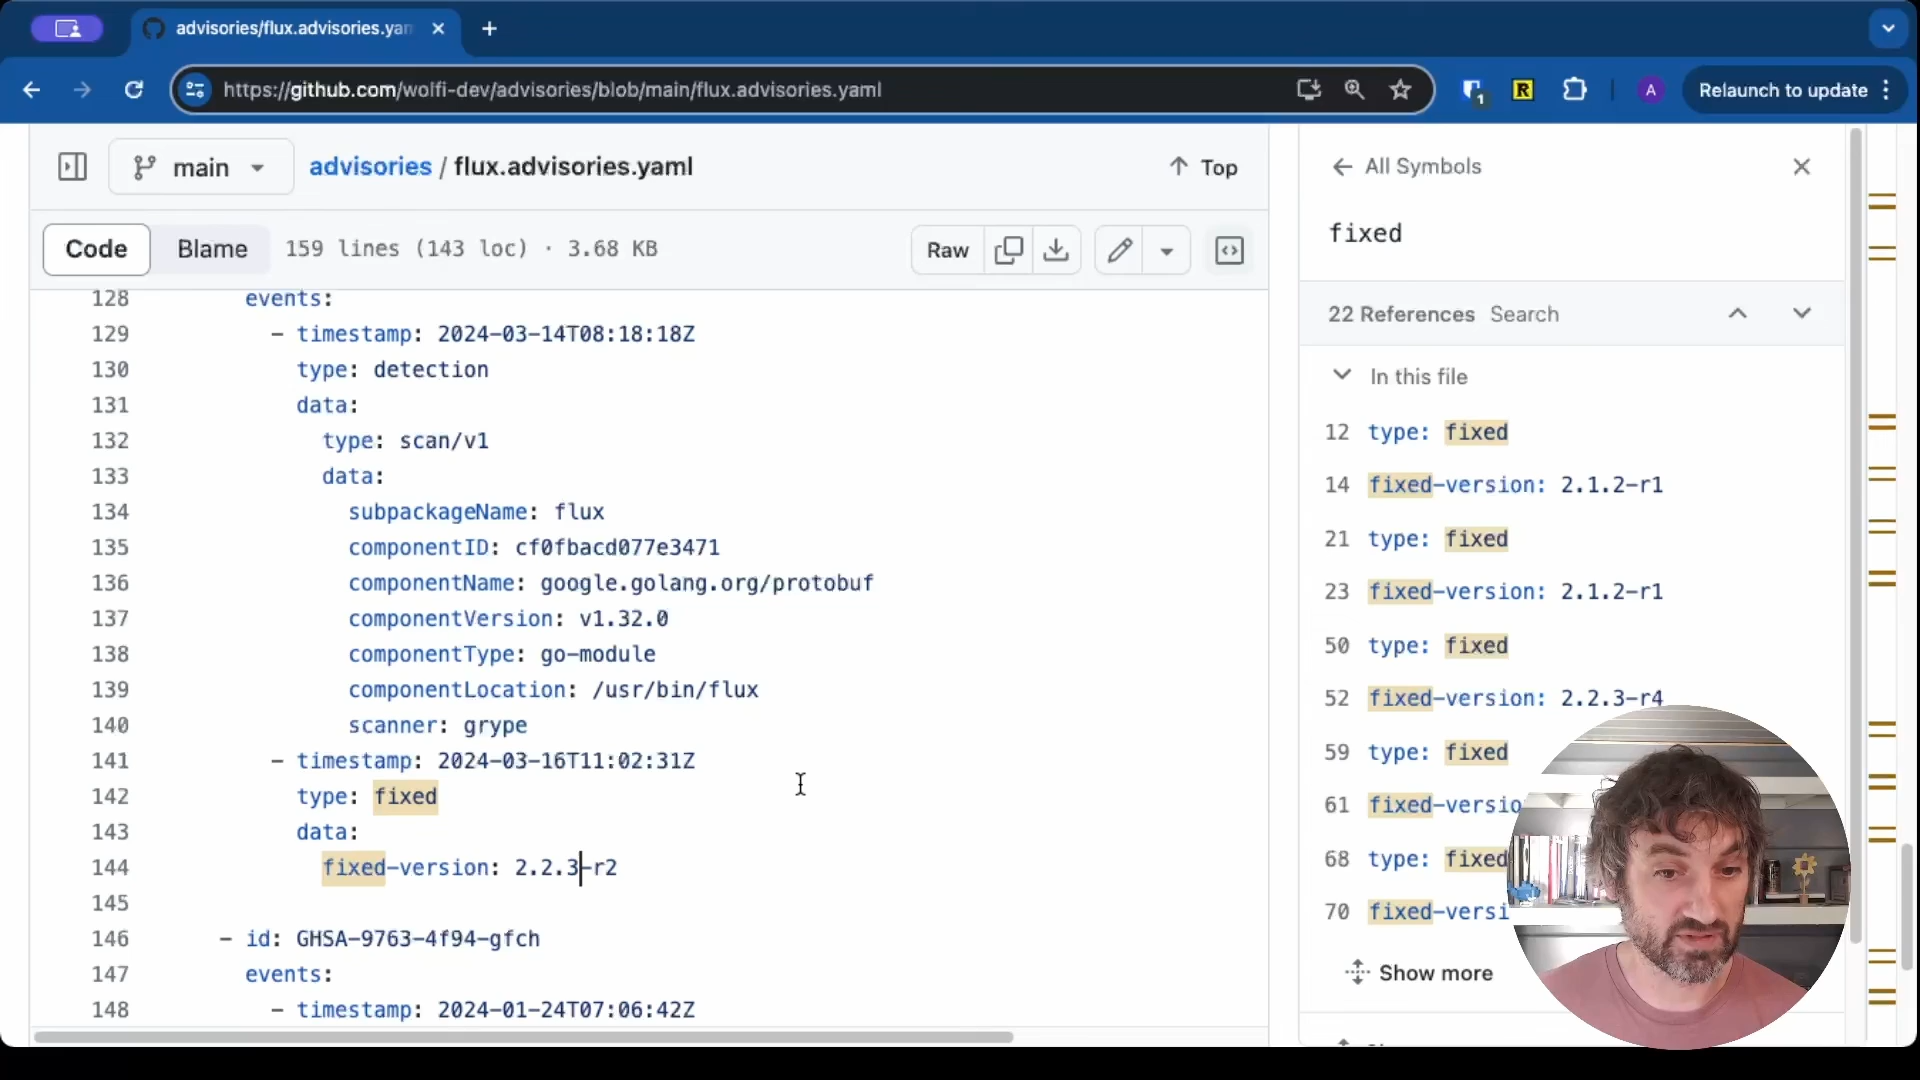 advisories/flux.advisories.yam
https://github.com/wolfi-dev/advisories/blob/main/flux.advisories.yaml
1
R
A
Relaunch to update
main
advisories / flux.advisories.yaml
Top
Code
Blame
159 lines (143 loc) · 3.68 KB
Raw
128 events:
129 - timestamp: 2024-03-14T08:18:18Z
130 type: detection
131 data:
132 type: scan/v1
133 data:
134 subpackageName: flux
135 componentID: cf0fbacd077e3471
136 componentName: google.golang.org/protobuf
137 componentVersion: v1.32.0
138 componentType: go-module
139 componentLocation: /usr/bin/flux
140 scanner: grype
141 - timestamp: 2024-03-16T11:02:31Z
142 type: fixed
143 data:
144 fixed-version: 2.2.3-r2
145
146 - id: GHSA-9763-4f94-gfch
147 events:
148 - timestamp: 2024-01-24T07:06:42Z
All Symbols
fixed
22 References Search
In this file
12 type: fixed
14 fixed-version: 2.1.2-r1
21 type: fixed
23 fixed-version: 2.1.2-r1
50 type: fixed
52 fixed-version: 2.2.3-r4
59 type: fixed
61 fixed-versio
68 type: fixed
70 fixed-versi
Show more